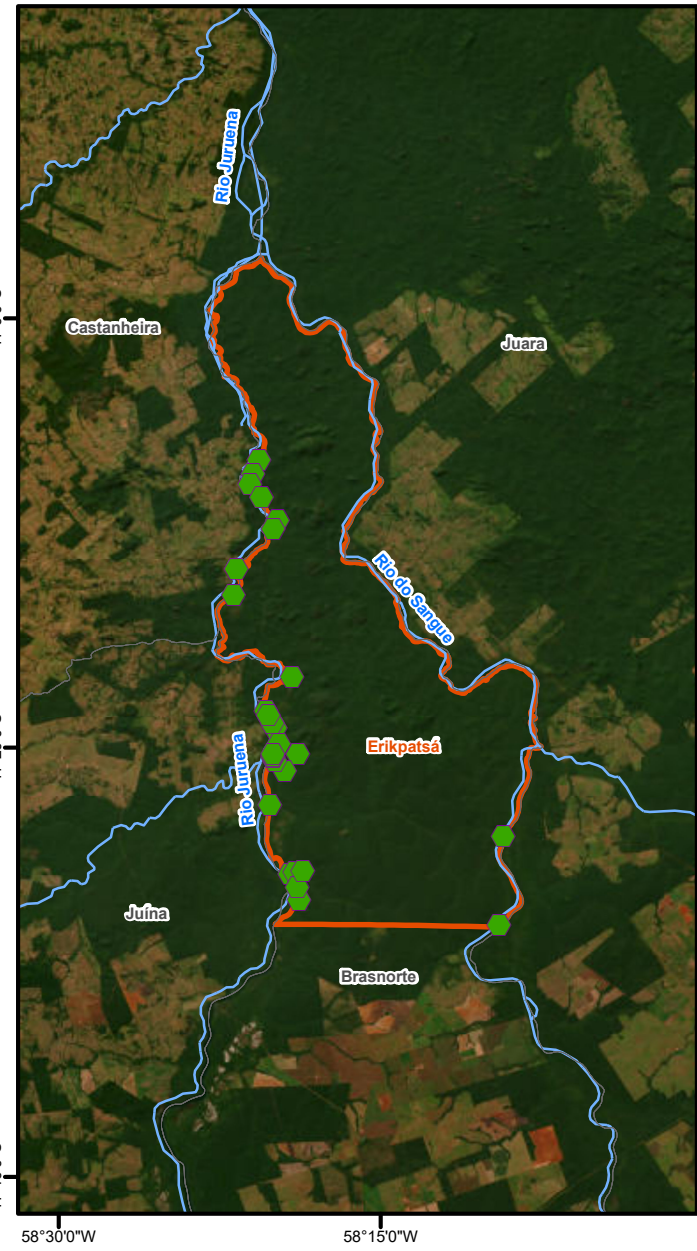 Rio Juruena
Castanheira
Juara
Rio do Sangue
Erikpatsá
Rio Juruena
Juína
Brasnorte
58°30'0"W
58°15'0"W